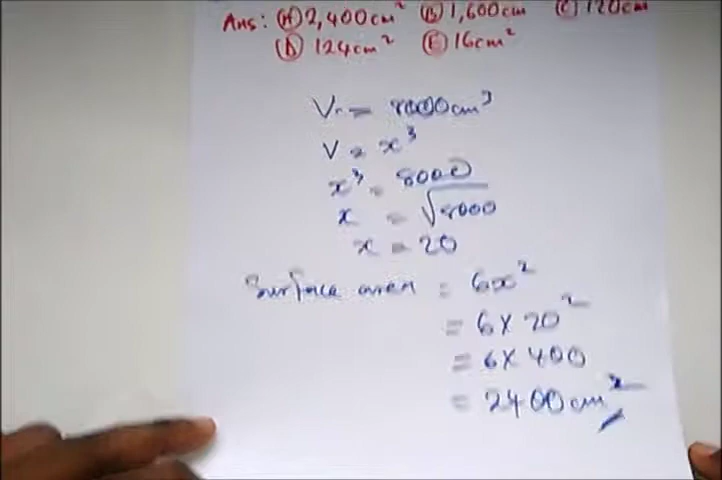 Ans: (A) 2,400cm² (B) 1,600cm (C) 120cm
(D) 124cm² (E) 16cm²
V = 8000cm³
V = x³
x³ = 8000
x = √8000
x = 20
Surface area = 6x²
= 6 x 20²
= 6 x 400
= 2400cm²